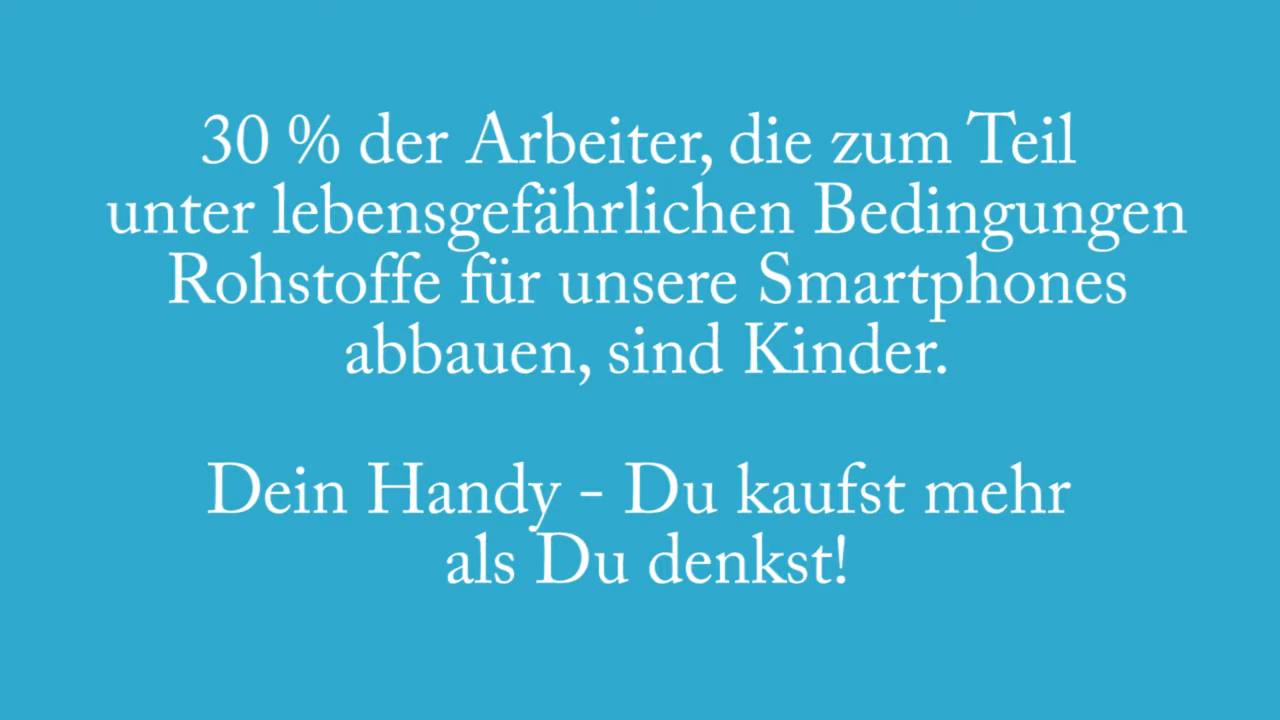 30 % der Arbeiter, die zum Teil
unter lebensgefährlichen Bedingungen
Rohstoffe für unsere Smartphones
abbauen, sind Kinder.
Dein Handy - Du kaufst mehr
als Du denkst!